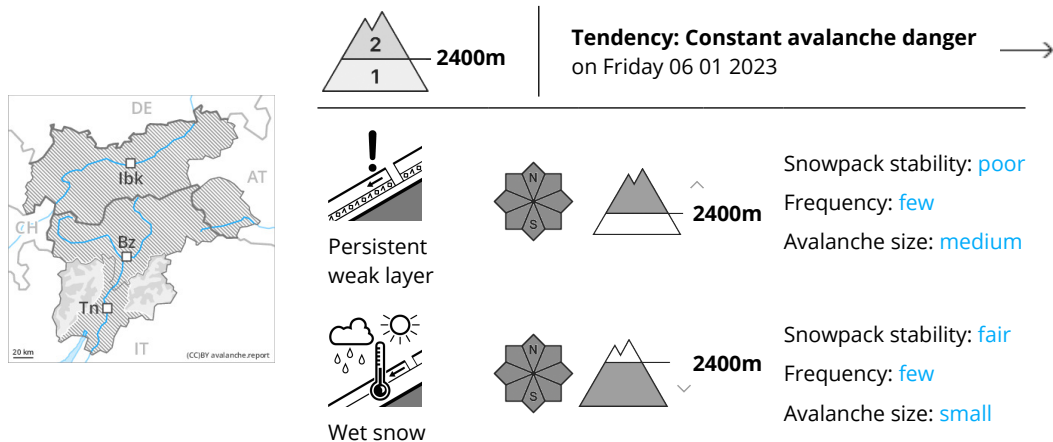 2
1
2400m
Tendency: Constant avalanche danger
on Friday 06 01 2023
DE
Ibk
AT
CH
Bz
Tn
IT
20 km
(CC)BY avalanche.report
Persistent
weak layer
N
S
2400m
Snowpack stability: poor
Frequency: few
Avalanche size: medium
Wet snow
N
S
2400m
Snowpack stability: fair
Frequency: few
Avalanche size: small